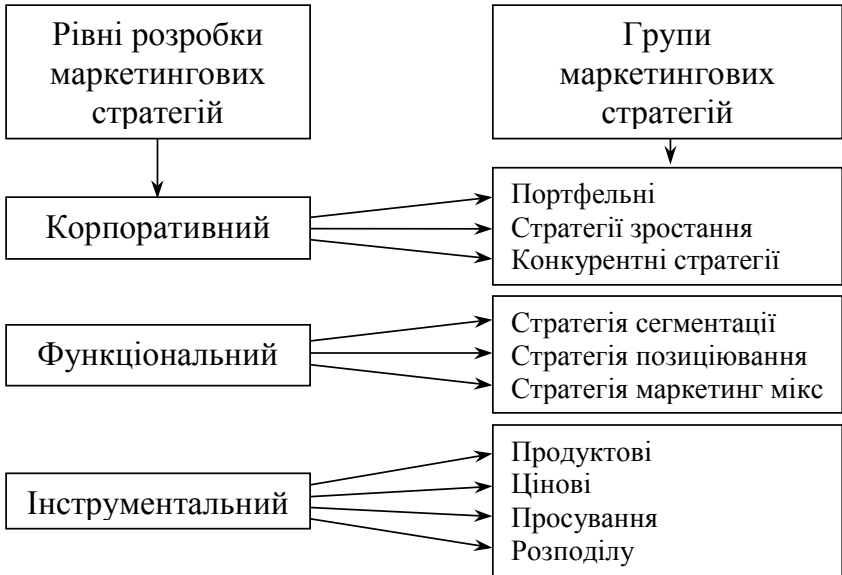 Рівні розробки
маркетингових
стратегій
Групи
маркетингових
стратегій
Корпоративний
Портфельні
Стратегії зростання
Конкурентні стратегії
Функціональний
Стратегія сегментації
Стратегія позиціювання
Стратегія маркетинг мікс
Інструментальний
Продуктові
Цінові
Просування
Розподілу